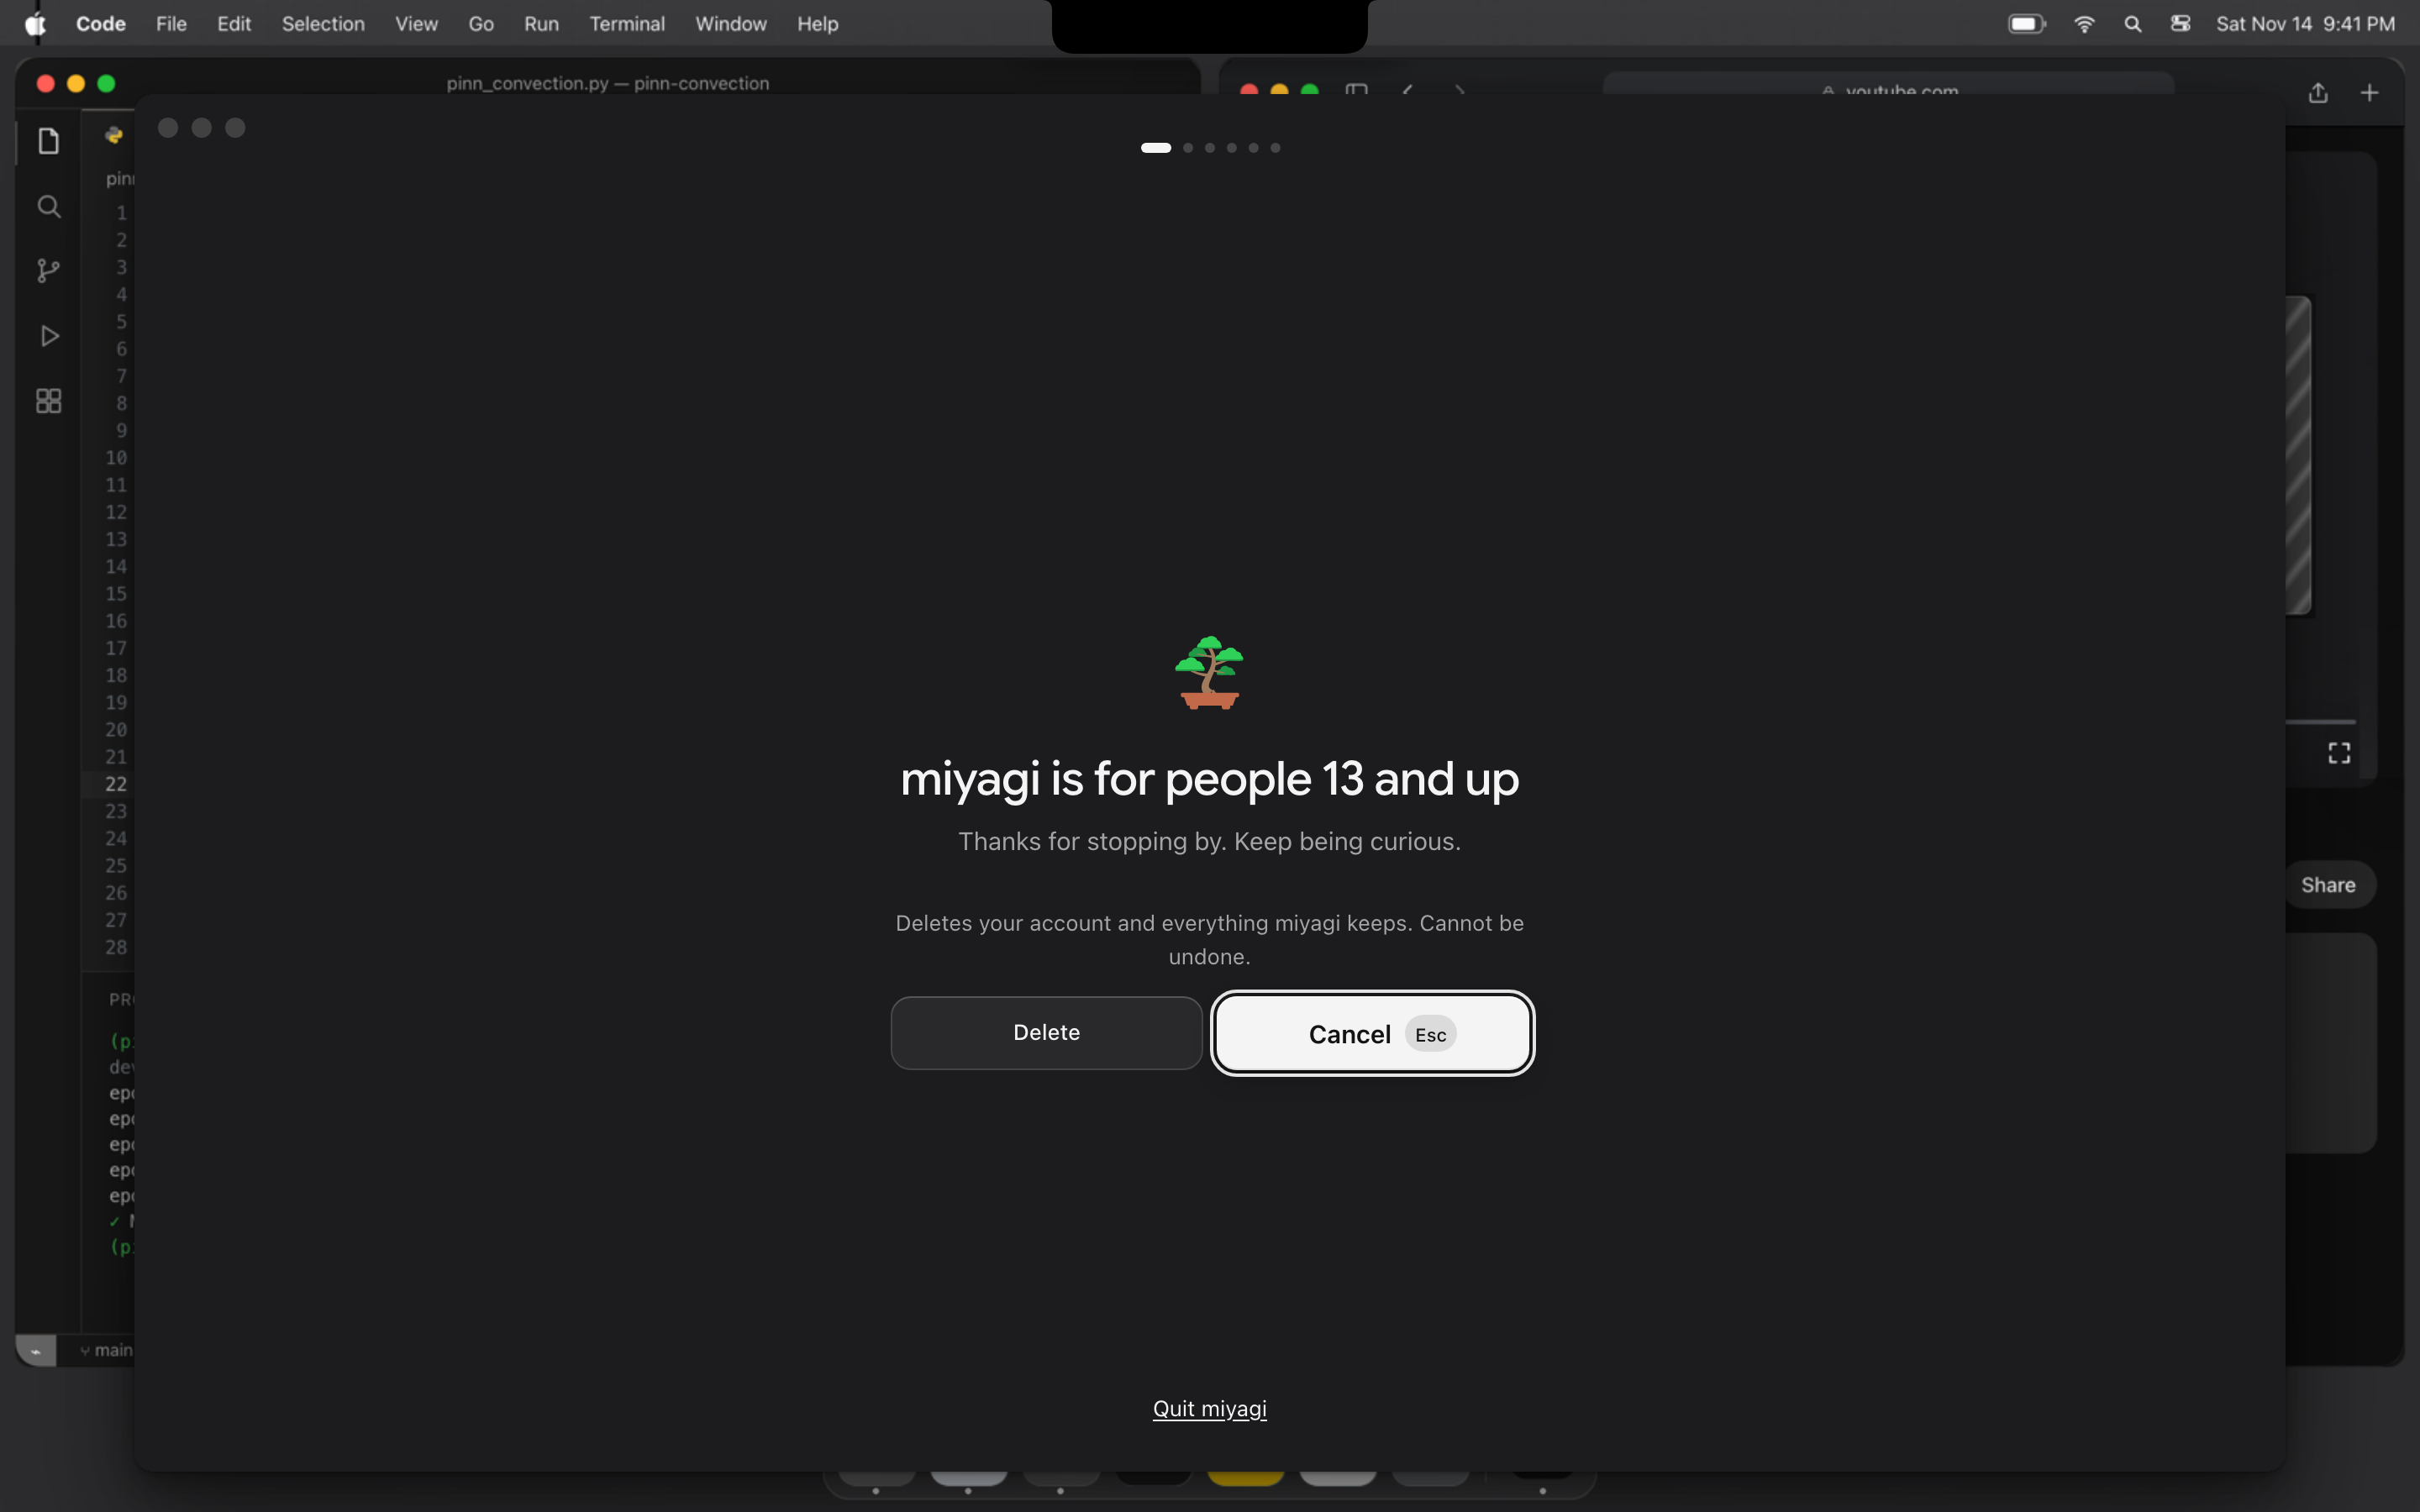 Code File Edit Selection View Go Run Terminal Window Help
Sat Nov 14 9:41 PM
pinn_convection.py — pinn-convection
youtube.com
1
2
3
4
5
6
7
8
9
10
11
12
13
14
15
16
17
18
19
20
21
22
23
24
25
26
27
28
main
miyagi is for people 13 and up
Thanks for stopping by. Keep being curious.
Deletes your account and everything miyagi keeps. Cannot be
undone.
Delete
Cancel Esc
Share
Quit miyagi